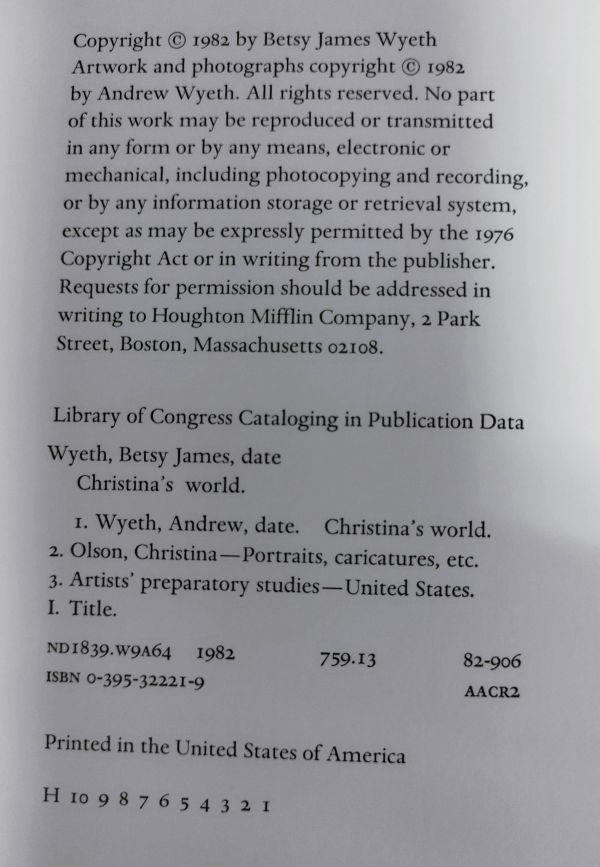 Copyright © 1982 by Betsy James Wyeth
Artwork and photographs copyright © 1982
by Andrew Wyeth. All rights reserved. No part
of this work may be reproduced or transmitted
in any form or by any means, electronic or
mechanical, including photocopying and recording,
or by any information storage or retrieval system,
except as may be expressly permitted by the 1976
Copyright Act or in writing from the publisher.
Requests for permission should be addressed in
writing to Houghton Mifflin Company, 2 Park
Street, Boston, Massachusetts 02108.
Library of Congress Cataloging in Publication Data
Wyeth, Betsy James, date
Christina's world.
1. Wyeth, Andrew, date. Christina's world.
2. Olson, Christina—Portraits, caricatures, etc.
3. Artists' preparatory studies—United States.
I. Title.
ND1839.W9A64 1982 759.13 82-906
ISBN 0-395-32221-9 AACR2
Printed in the United States of America
H 10 9 8 7 6 5 4 3 2 1